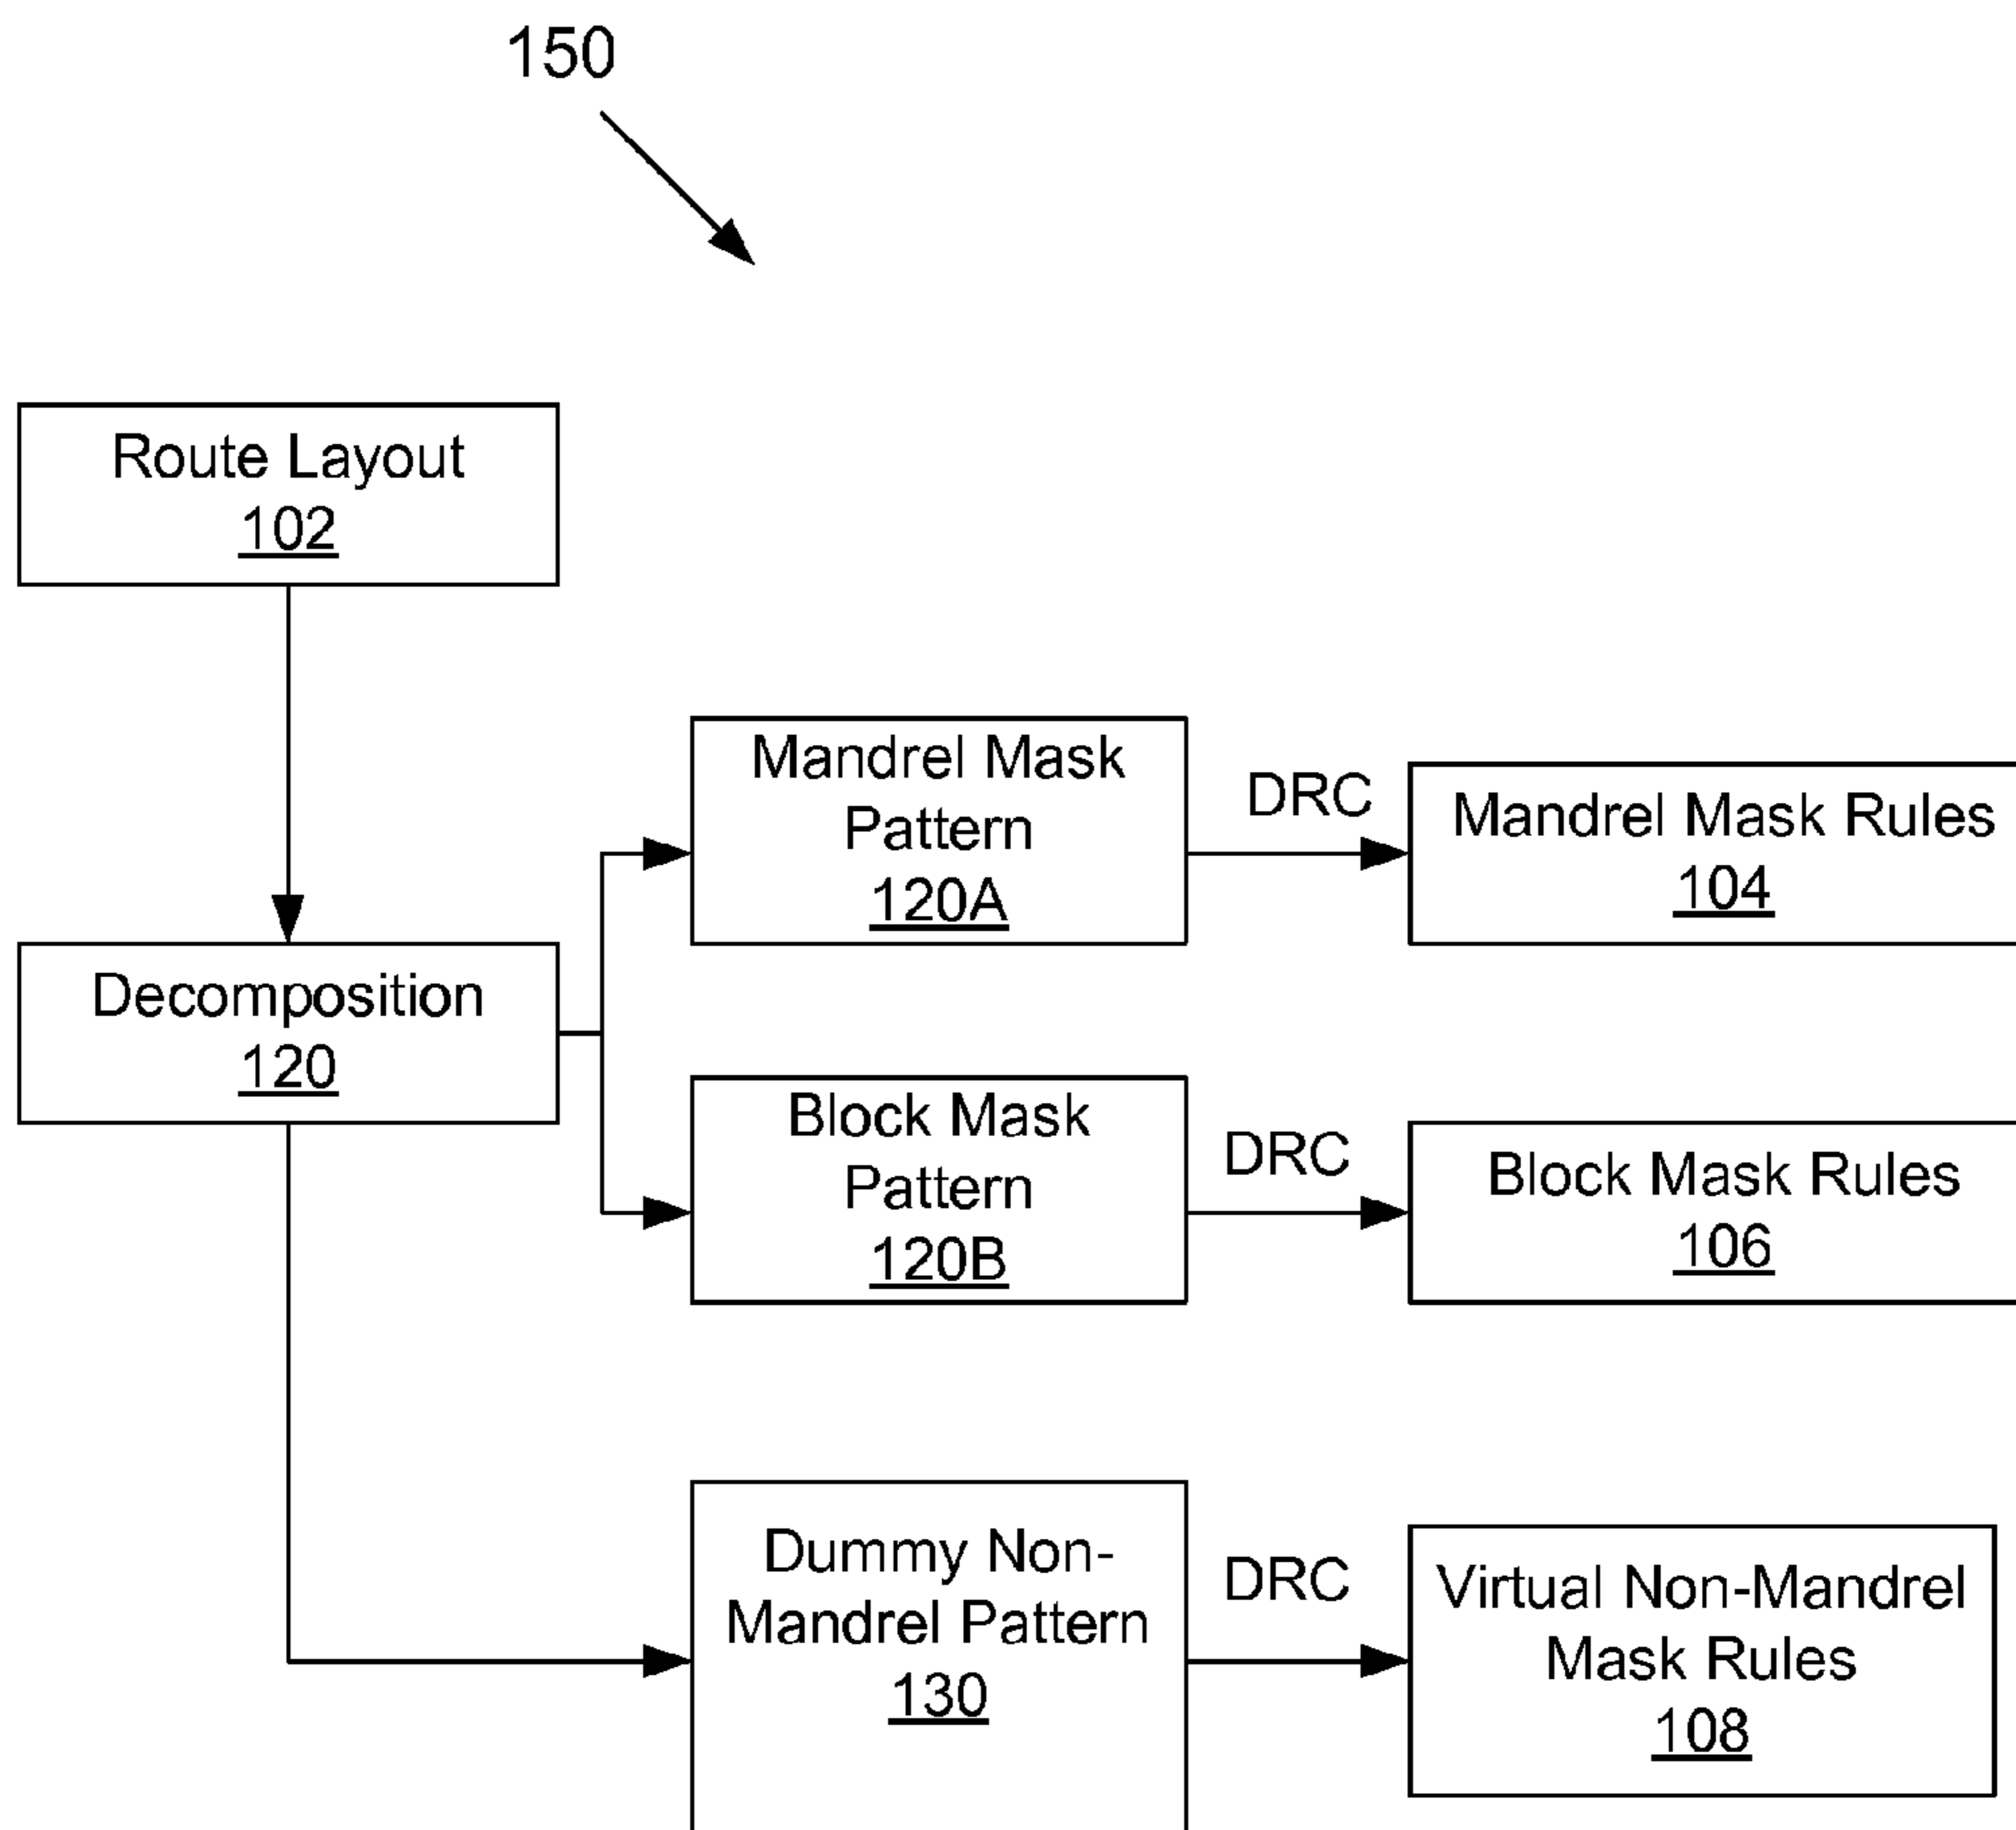 150
Route Layout
102
Mandrel Mask
Pattern
120A
DRC
Mandrel Mask Rules
104
Decomposition
120
Block Mask
Pattern
120B
DRC
Block Mask Rules
106
Dummy Non-
Mandrel Pattern
130
DRC
Virtual Non-Mandrel
Mask Rules
108